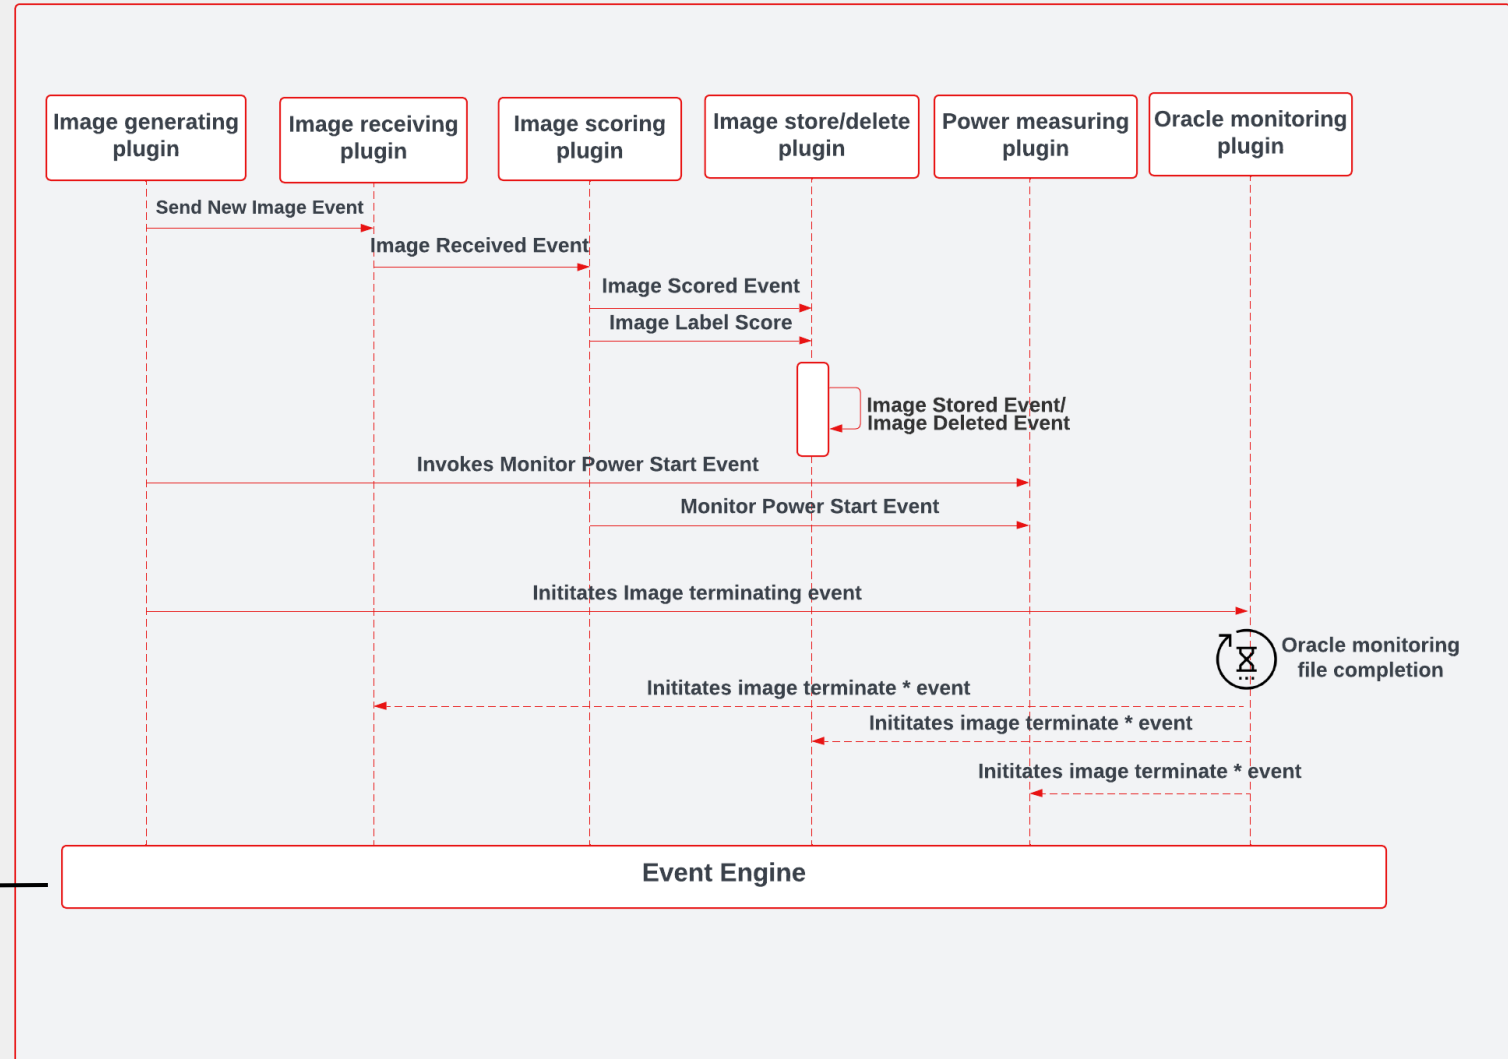 Image generating
plugin
Image receiving
plugin
Image scoring
plugin
Image store/delete
plugin
Power measuring
plugin
Oracle monitoring
plugin
Send New Image Event
Image Received Event
Image Scored Event
Image Label Score
Image Stored Event/
Image Deleted Event
Invokes Monitor Power Start Event
Monitor Power Start Event
Inititates Image terminating event
Oracle monitoring
file completion
Inititates image terminate * event
Inititates image terminate * event
Inititates image terminate * event
Event Engine